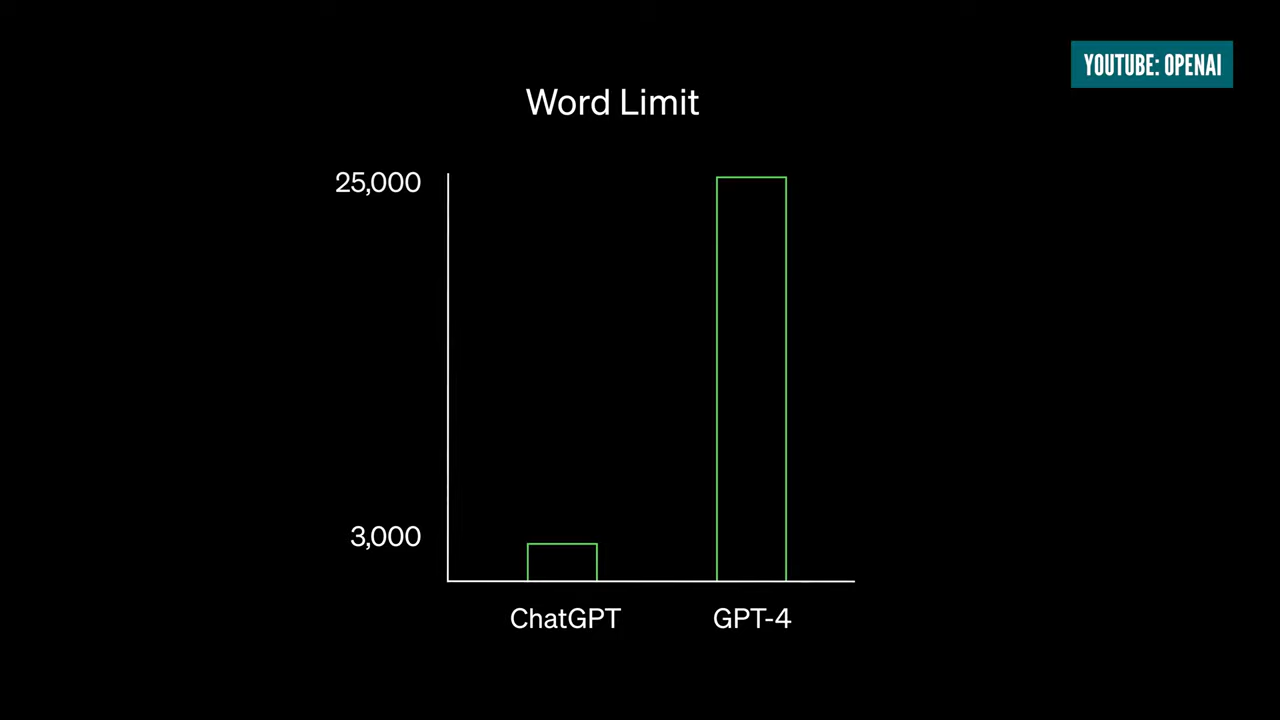 YOUTUBE: OPENAI
Word Limit
25,000
3,000
ChatGPT
GPT-4